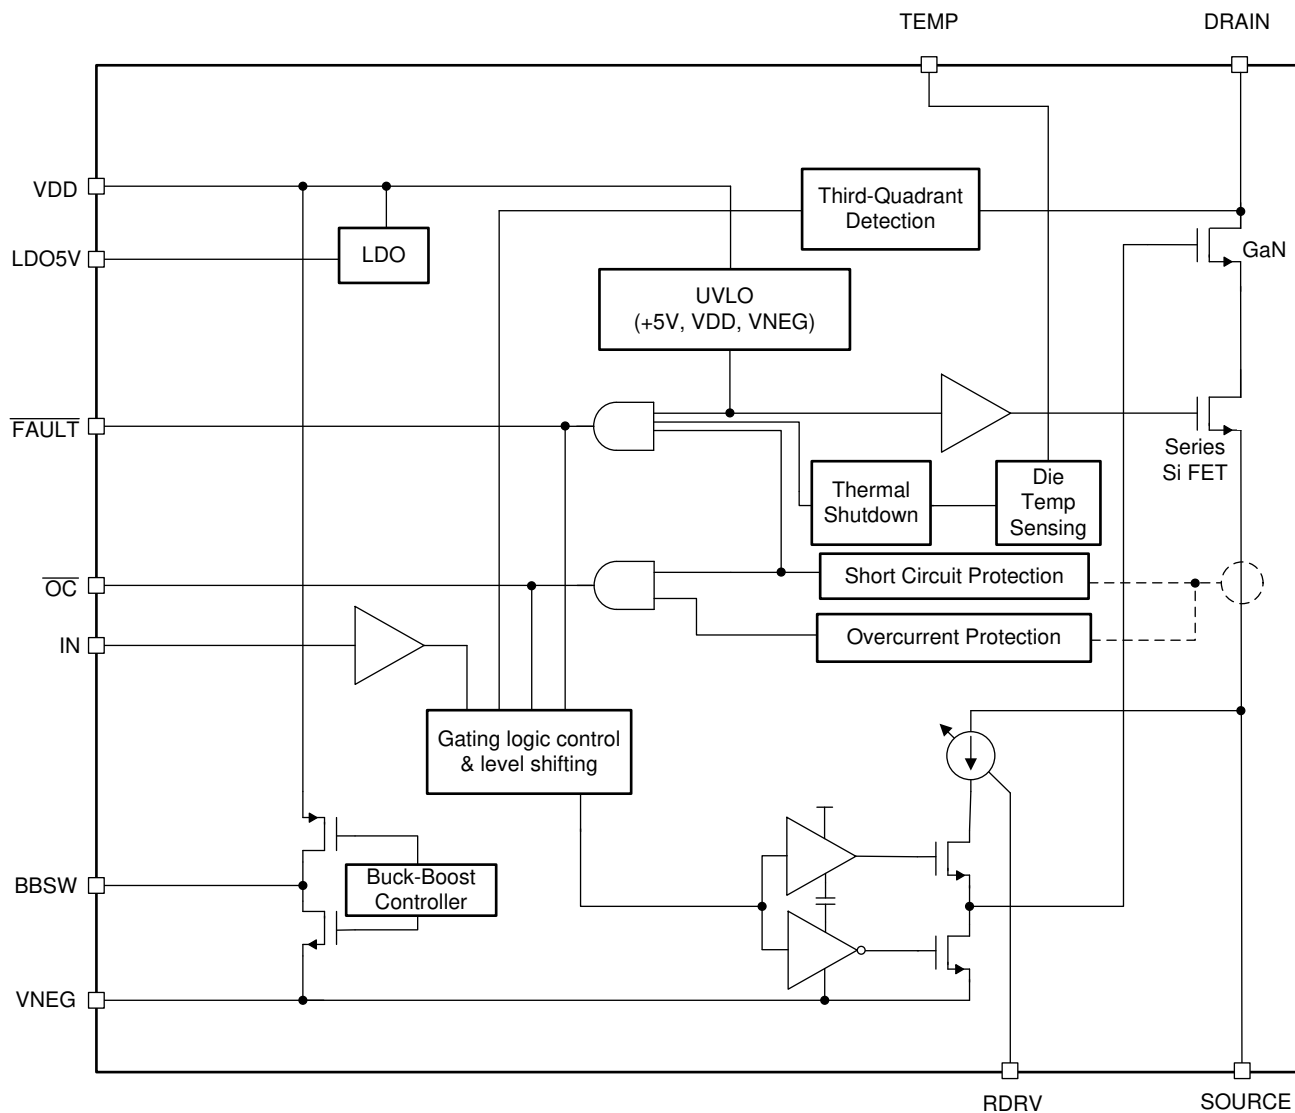 TEMP
DRAIN
VDD
Third-Quadrant
Detection
LDO5V
LDO
GaN
UVLO
(+5V, VDD, VNEG)
FAULT
Series
Si FET
Thermal
Shutdown
Die
Temp
Sensing
OC
Short Circuit Protection
IN
Overcurrent Protection
Gating logic control
& level shifting
BBSW
Buck-Boost
Controller
VNEG
RDRV
SOURCE